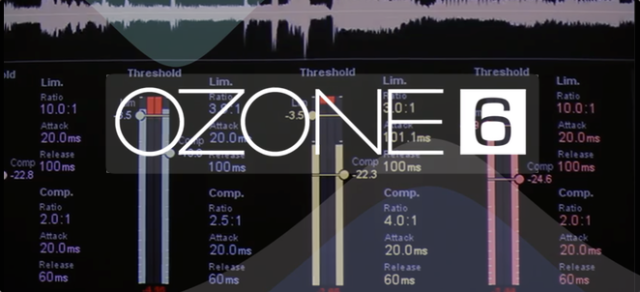 Threshold
Threshold
Threshold
Lim.
Lim.
Lim.
Lim.
Ratio
10.0:1
Ratio
Ratio
3.0:1
Ratio
10.0:1
OZONE 6
-3.5
-3.5
Attack
20.0ms
Attack
20.0ms
Attack
101.1ms
Attack
20.0ms
Release
100ms
Release
100ms
Release
100ms
Release
100ms
Comp
-22.8
Comp
-22.3
Comp
-24.6
Comp.
Comp.
Comp.
Comp.
Ratio
2.0:1
Ratio
2.5:1
Ratio
4.0:1
Ratio
2.0:1
Attack
20.0ms
Attack
20.0ms
Attack
20.0ms
Attack
20.0ms
Release
60ms
Release
60ms
Release
60ms
Release
60ms